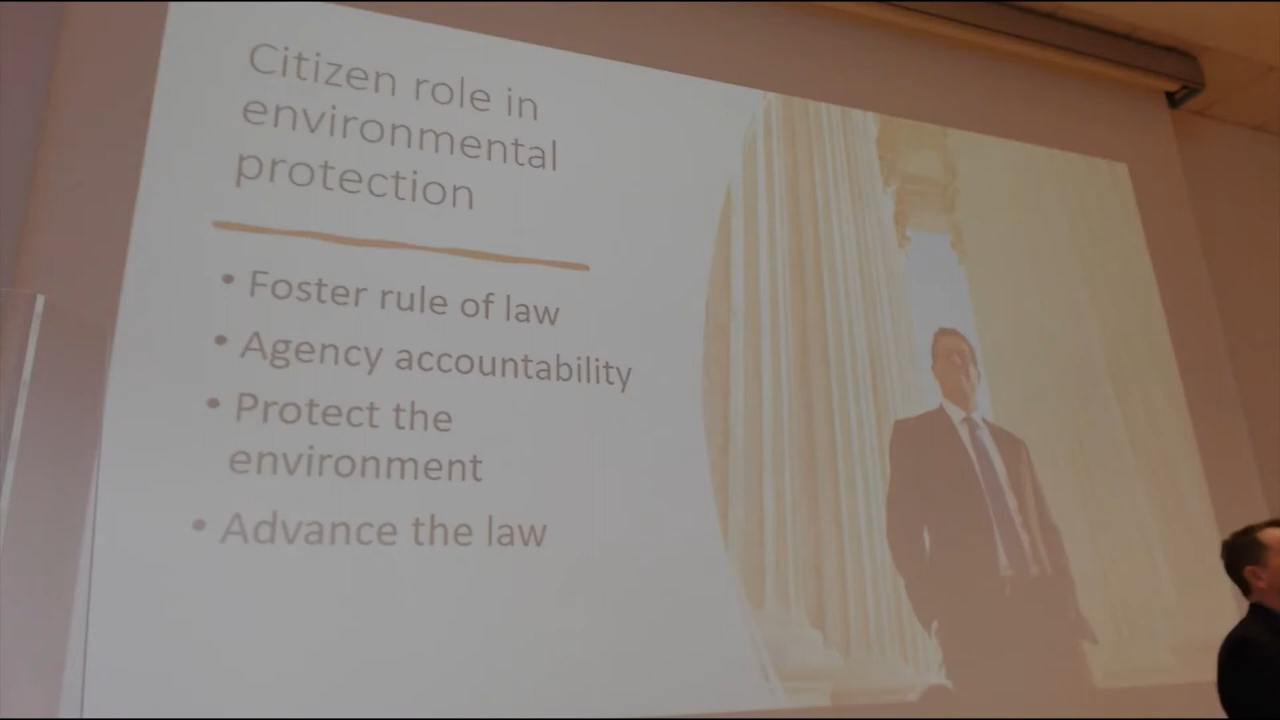 Citizen role in
environmental
protection
• Foster rule of law
• Agency accountability
• Protect the
environment
• Advance the law